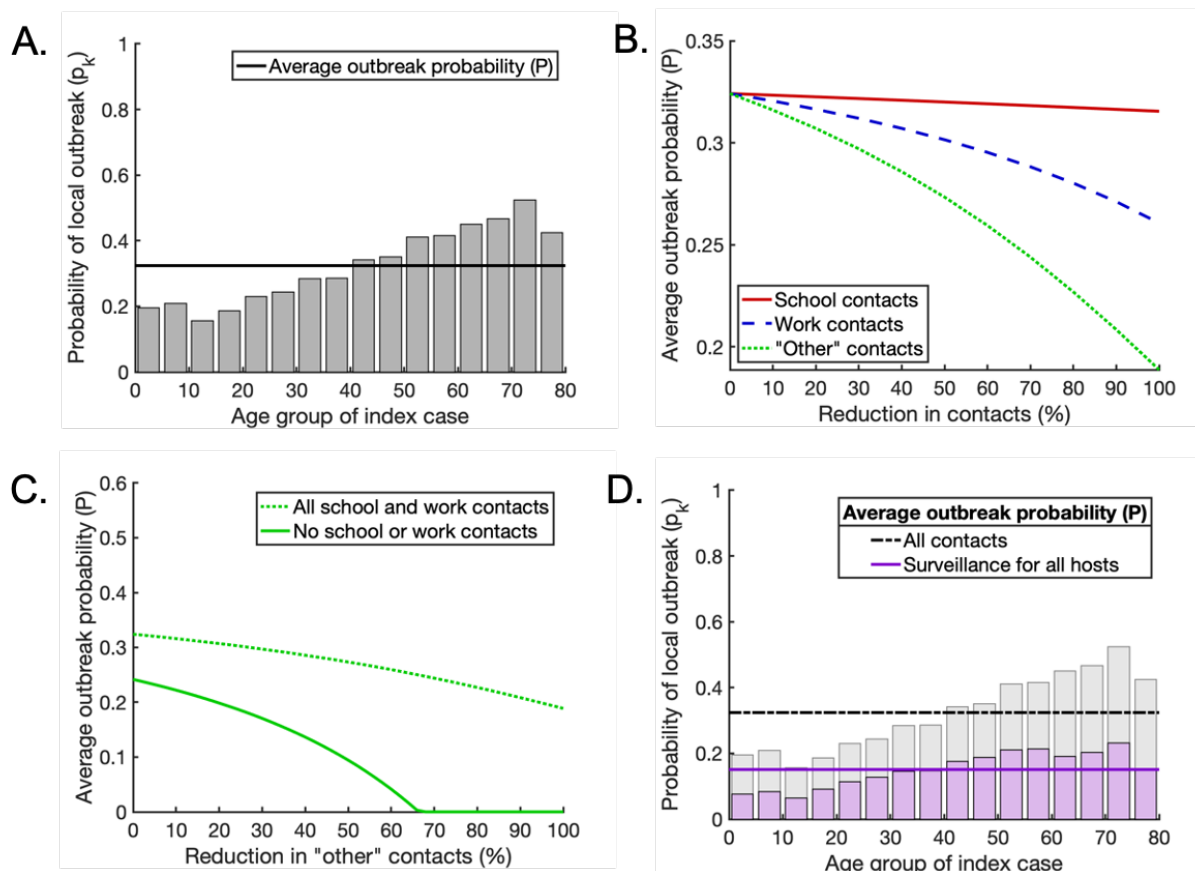 A.
Probability of local outbreak (pk)
1
0.8
0.6
0.4
0.2
0
Average outbreak probability (P)
0 10 20 30 40 50 60 70 80
Age group of index case
B.
Average outbreak probability (P)
0.35
0.3
0.25
0.2
School contacts
Work contacts
"Other" contacts
0 10 20 30 40 50 60 70 80 90 100
Reduction in contacts (%)
C.
Average outbreak probability (P)
0.6
0.5
0.4
0.3
0.2
0.1
0
All school and work contacts
No school or work contacts
0 10 20 30 40 50 60 70 80 90 100
Reduction in "other" contacts (%)
D.
Probability of local outbreak (pk)
1
0.8
0.6
0.4
0.2
0
Average outbreak probability (P)
All contacts
Surveillance for all hosts
0 10 20 30 40 50 60 70 80
Age group of index case